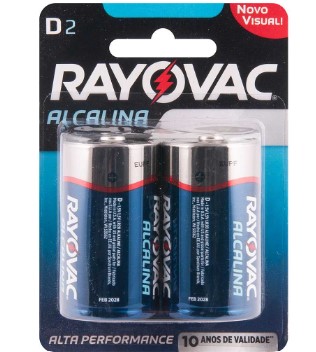 D2
NOVO
VISUAL!
RAYOVAC
ALCALINA
RAYOVAC
ALCALINA
FEB 2028
RAYOVAC
ALCALINA
FEB 2028
ALTA PERFORMANCE
10 ANOS DE VALIDADE**